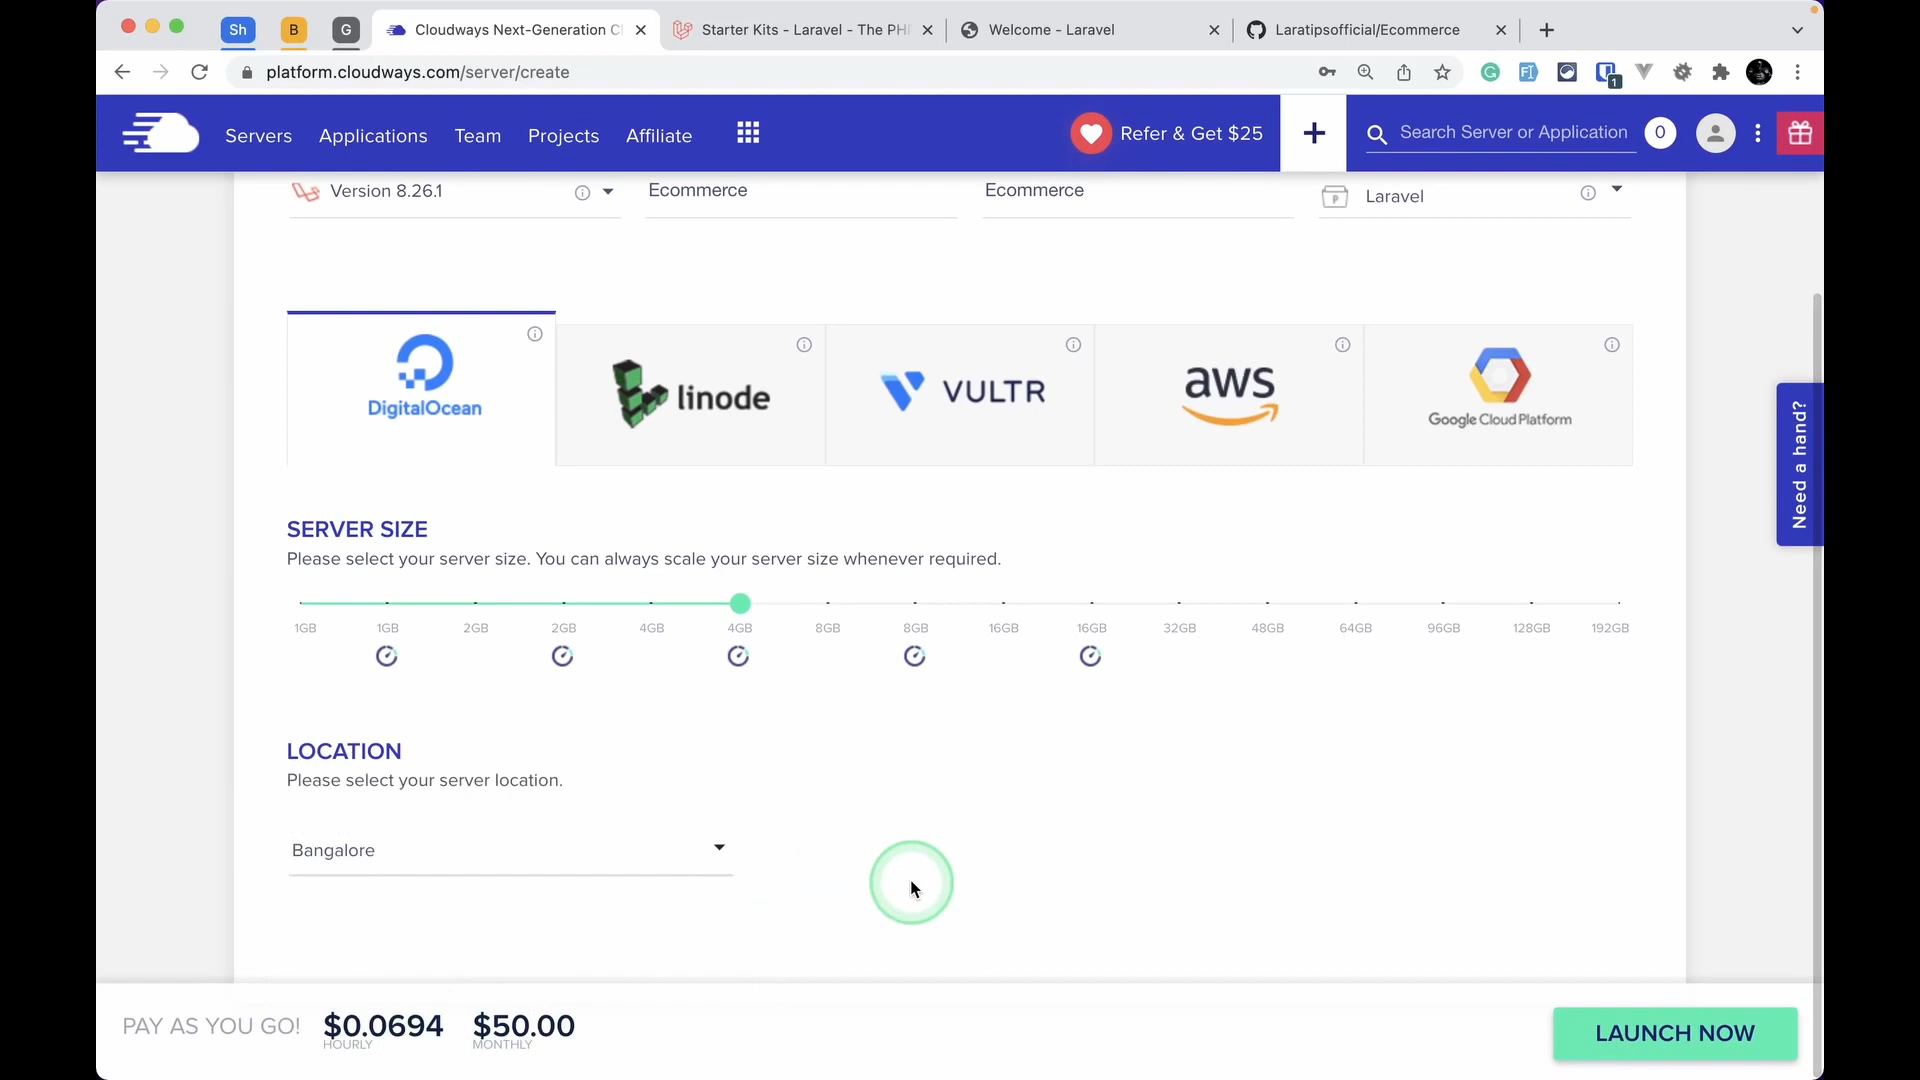 Sh
B
G
Cloudways Next-Generation Cl
Starter Kits - Laravel - The PHP
Welcome - Laravel
Laratipsofficial/Ecommerce
platform.cloudways.com/server/create
1
Servers
Applications
Team
Projects
Affiliate
Refer & Get $25
+
Search Server or Application
0
Version 8.26.1
Ecommerce
Ecommerce
Laravel
DigitalOcean
linode
VULTR
aws
Google Cloud Platform
Need a hand?
SERVER SIZE
Please select your server size. You can always scale your server size whenever required.
1GB 1GB 2GB 2GB 4GB 4GB 8GB 8GB 16GB 16GB 32GB 48GB 64GB 96GB 128GB 192GB
LOCATION
Please select your server location.
Bangalore
PAY AS YOU GO!
$0.0694
HOURLY
$50.00
MONTHLY
LAUNCH NOW